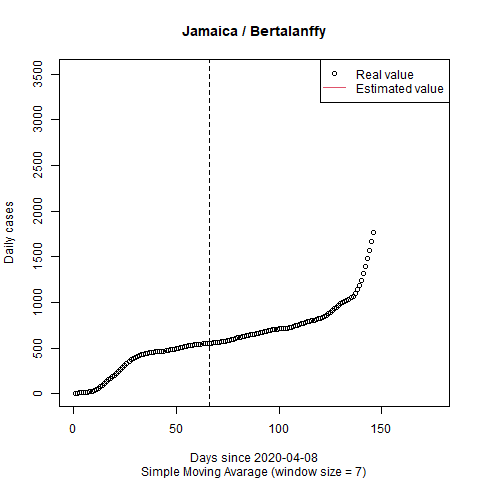 Jamaica / Bertalanffy
Real value
Estimated value
Daily cases
3500
3000
2500
2000
1500
1000
500
0
0 50 100 150
Days since 2020-04-08
Simple Moving Avarage (window size = 7)